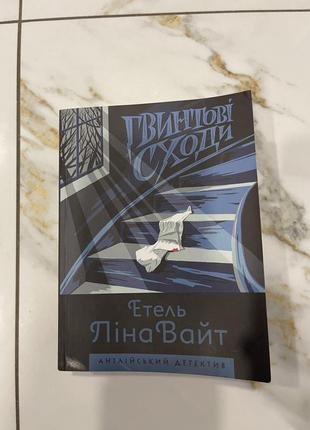 ГВИНТОВІ
СХОДИ
Етель
Ліна Вайт
АНГЛІЙСЬКИЙ ДЕТЕКТИВ